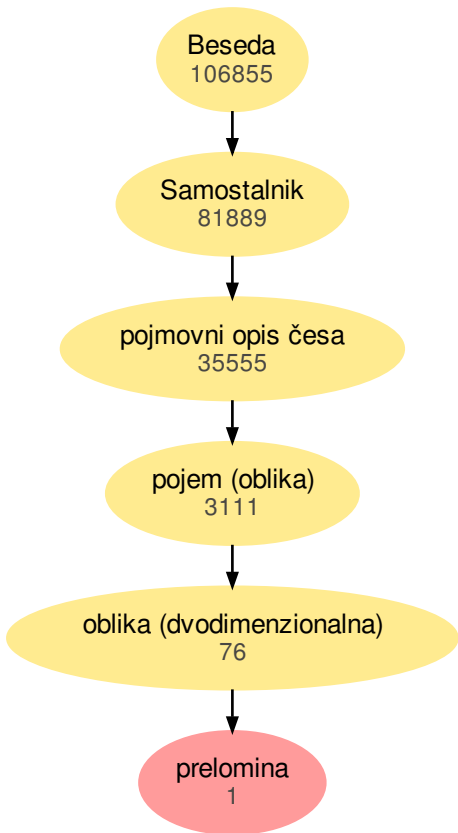 Beseda
106855
Samostalnik
81889
pojmovni opis česa
35555
pojem (oblika)
3111
oblika (dvodimenzionalna)
76
prelomina
1